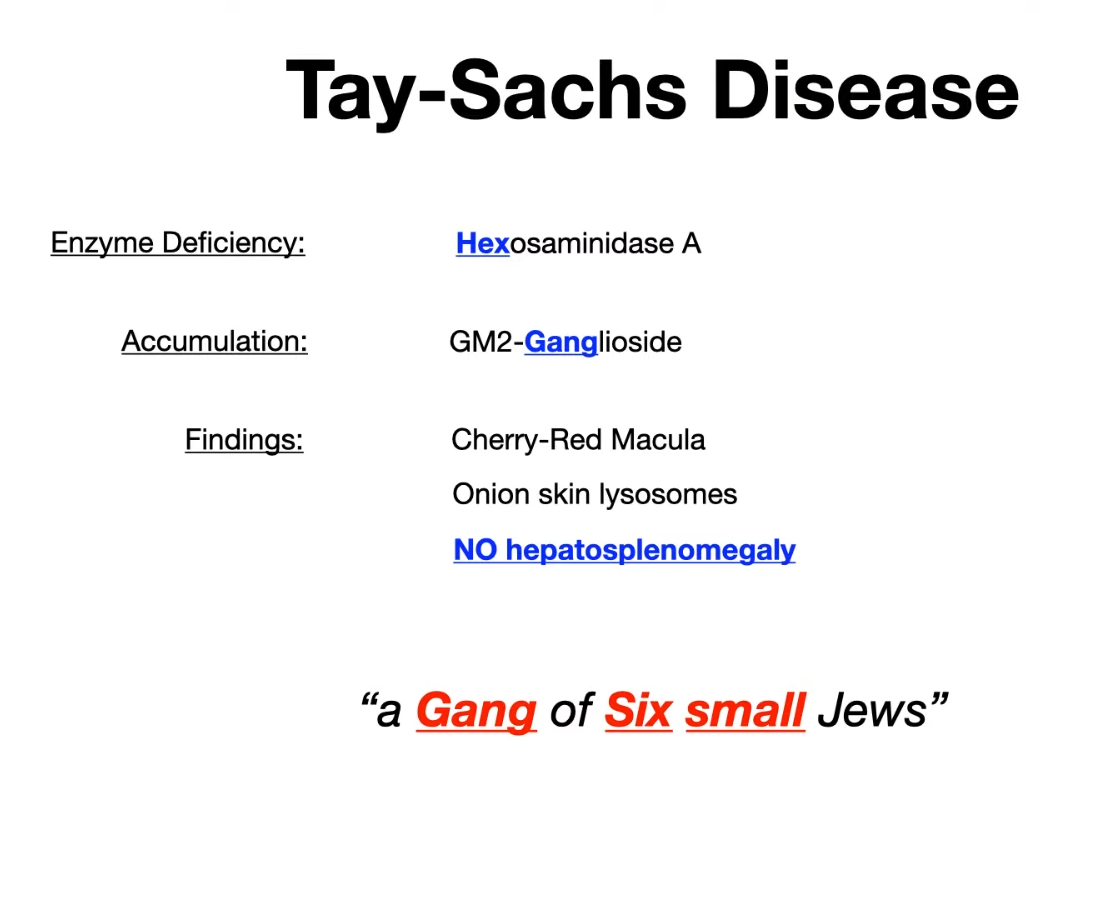 Tay-Sachs Disease
Enzyme Deficiency: Hexosaminidase A
Accumulation: GM2-Ganglioside
Findings: Cherry-Red Macula
Onion skin lysosomes
NO hepatosplenomegaly
“a Gang of Six small Jews”